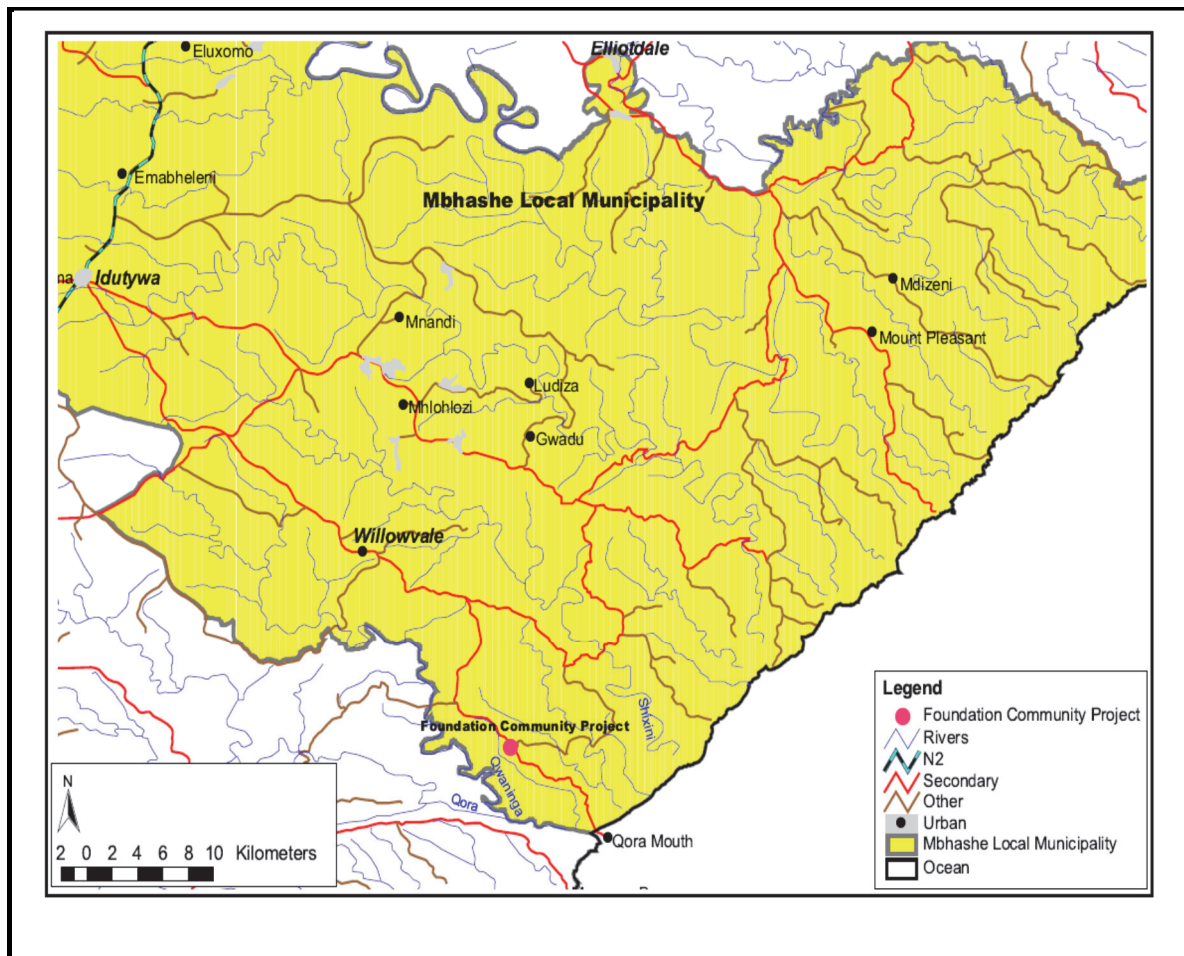 Eluxomo
Elliotdale
Emabheleni
Mbhashe Local Municipality
Idutywa
Mdizeni
Mnandi
Mount Pleasant
Ludiza
Mhlohlozi
Gwadu
Willowvale
Shixini
Foundation Community Project
Qwaninga
Qora
Qora Mouth
N
2 0 2 4 6 8 10 Kilometers
Legend
Foundation Community Project
Rivers
N2
Secondary
Other
Urban
Mbhashe Local Municipality
Ocean